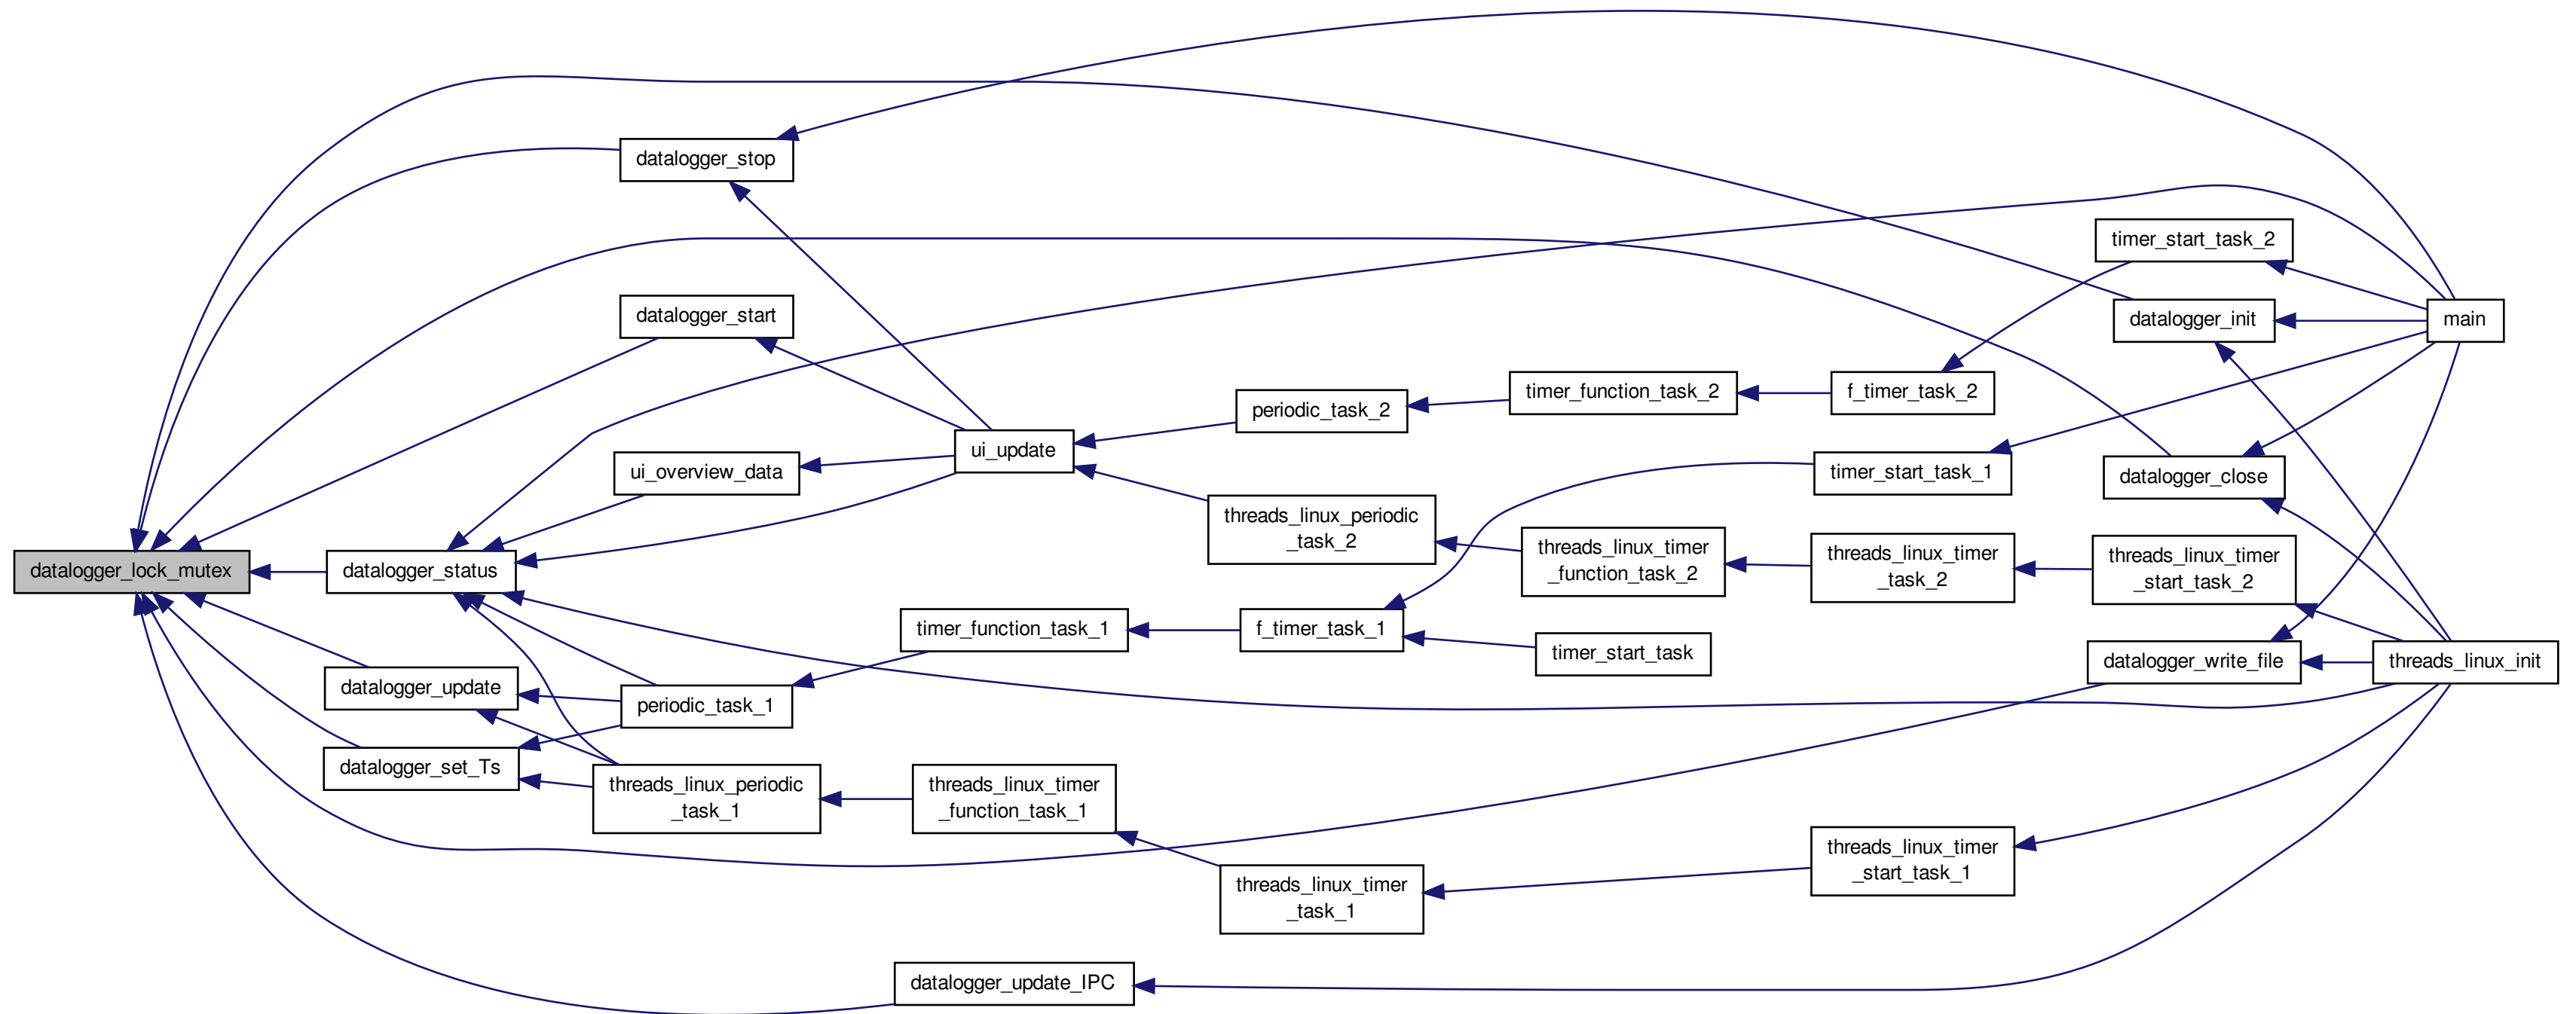 datalogger_stop
timer_start_task_2
datalogger_start
datalogger_init
main
timer_function_task_2
f_timer_task_2
periodic_task_2
ui_update
ui_overview_data
timer_start_task_1
datalogger_close
threads_linux_periodic
_task_2
threads_linux_timer
_function_task_2
threads_linux_timer
_task_2
threads_linux_timer
_start_task_2
datalogger_lock_mutex
datalogger_status
timer_function_task_1
f_timer_task_1
timer_start_task
datalogger_write_file
threads_linux_init
datalogger_update
periodic_task_1
datalogger_set_Ts
threads_linux_periodic
_task_1
threads_linux_timer
_function_task_1
threads_linux_timer
_start_task_1
threads_linux_timer
_task_1
datalogger_update_IPC